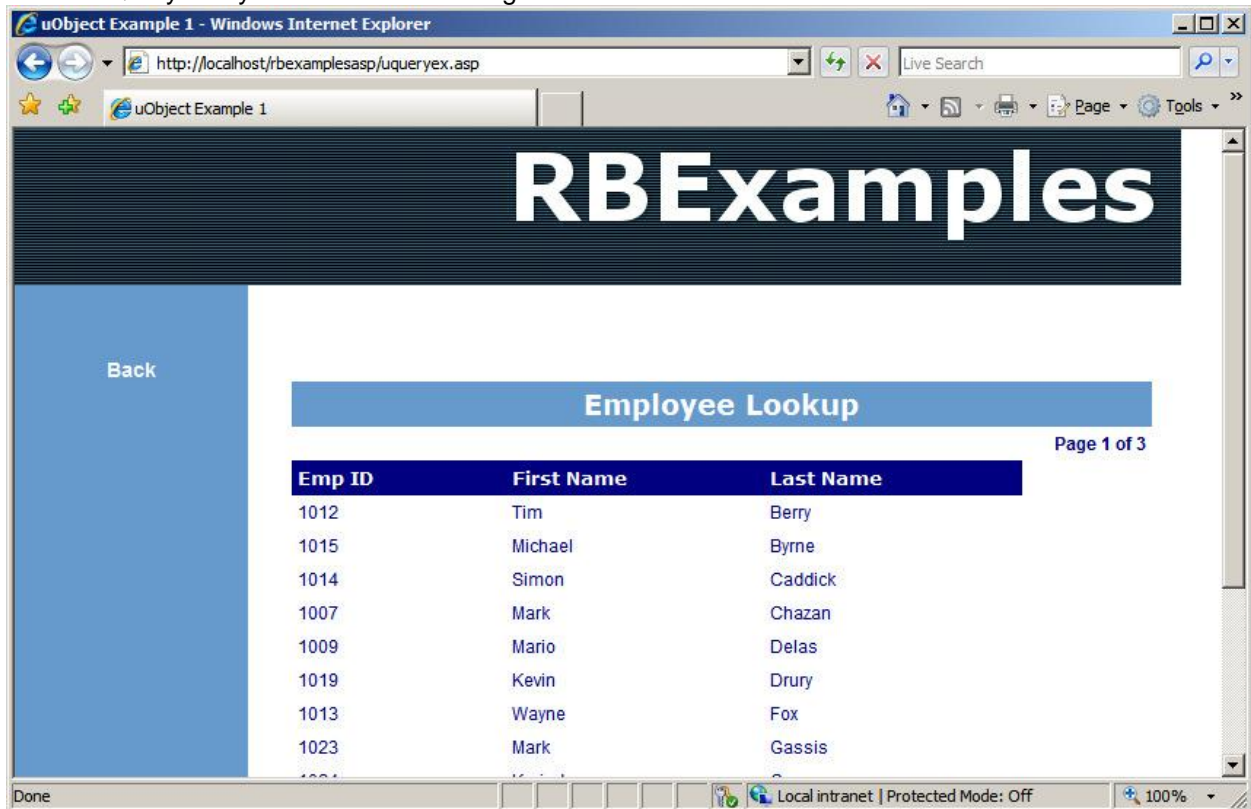 uObject Example 1 - Windows Internet Explorer
http://localhost/rbexamplesasp/uqueryex.asp Live Search
uObject Example 1 Page Tools »
RBExamples
Back
Employee Lookup
Page 1 of 3
Emp ID First Name Last Name
1012 Tim Berry
1015 Michael Byrne
1014 Simon Caddick
1007 Mark Chazan
1009 Mario Delas
1019 Kevin Drury
1013 Wayne Fox
1023 Mark Gassis
Done Local intranet | Protected Mode: Off 100%